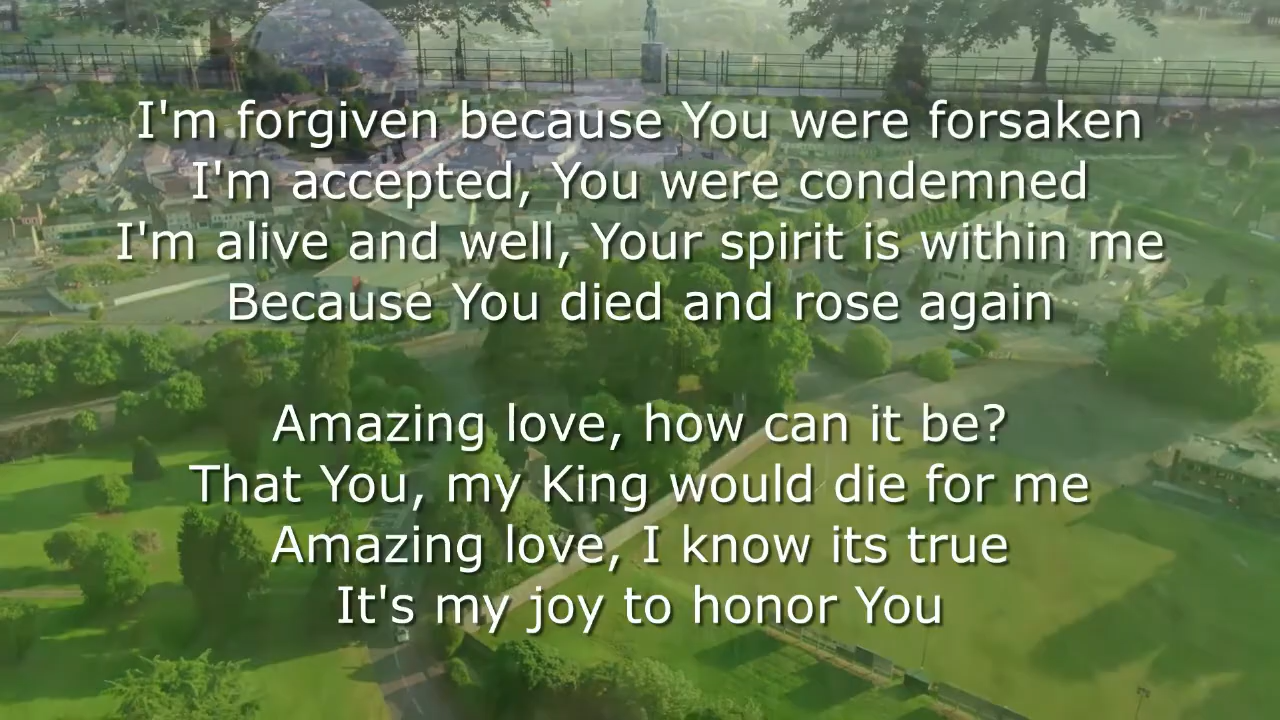 I'm forgiven because You were forsaken
I'm accepted, You were condemned
I'm alive and well, Your spirit is within me
Because You died and rose again
Amazing love, how can it be?
That You, my King would die for me
Amazing love, I know its true
It's my joy to honor You